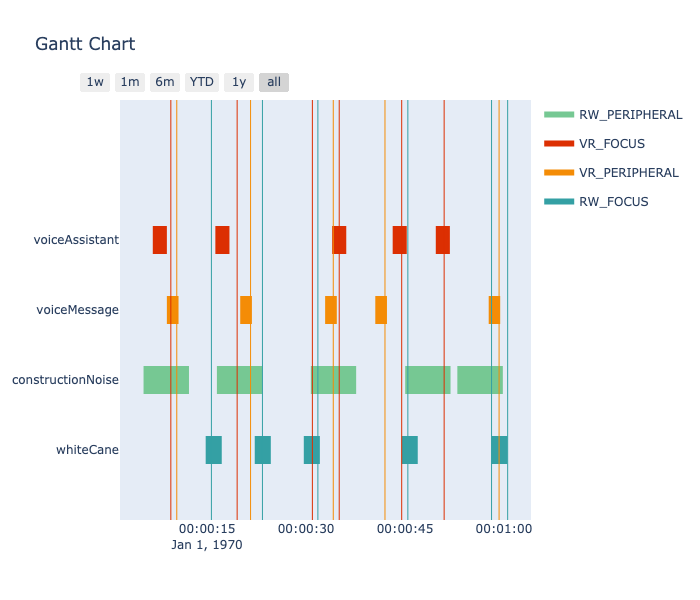 Gantt Chart
1w 1m 6m YTD 1y all
RW_PERIPHERAL
VR_FOCUS
VR_PERIPHERAL
RW_FOCUS
voiceAssistant
voiceMessage
constructionNoise
whiteCane
00:00:15 00:00:30 00:00:45 00:01:00
Jan 1, 1970